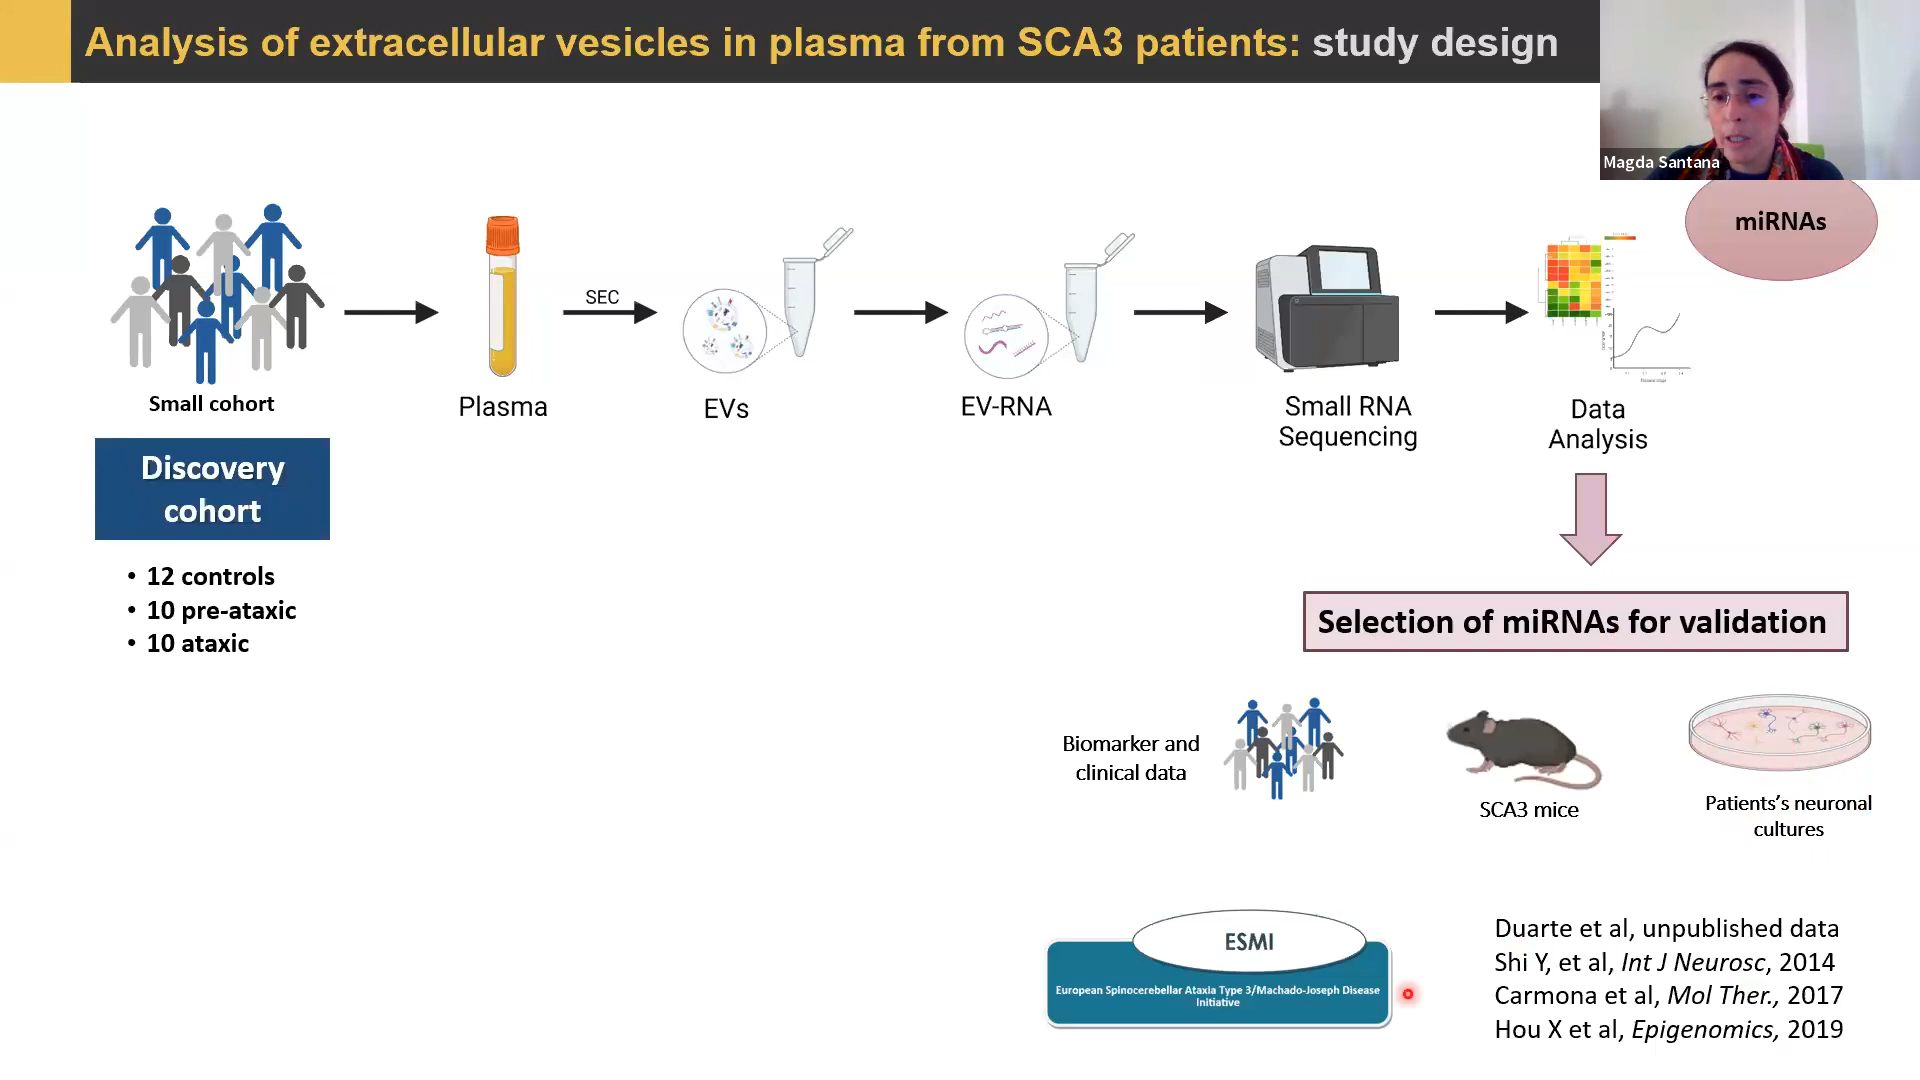 Analysis of extracellular vesicles in plasma from SCA3 patients: study design
Magda Santana
miRNAs
SEC
Small cohort
Plasma
EVs
EV-RNA
Small RNA
Sequencing
Data
Analysis
Discovery
cohort
• 12 controls
• 10 pre-ataxic
• 10 ataxic
Selection of miRNAs for validation
Biomarker and
clinical data
SCA3 mice
Patients's neuronal
cultures
ESMI
European Spinocerebellar Ataxia Type 3/Machado-Joseph Disease
Initiative
Duarte et al, unpublished data
Shi Y, et al, Int J Neurosc, 2014
Carmona et al, Mol Ther., 2017
Hou X et al, Epigenomics, 2019